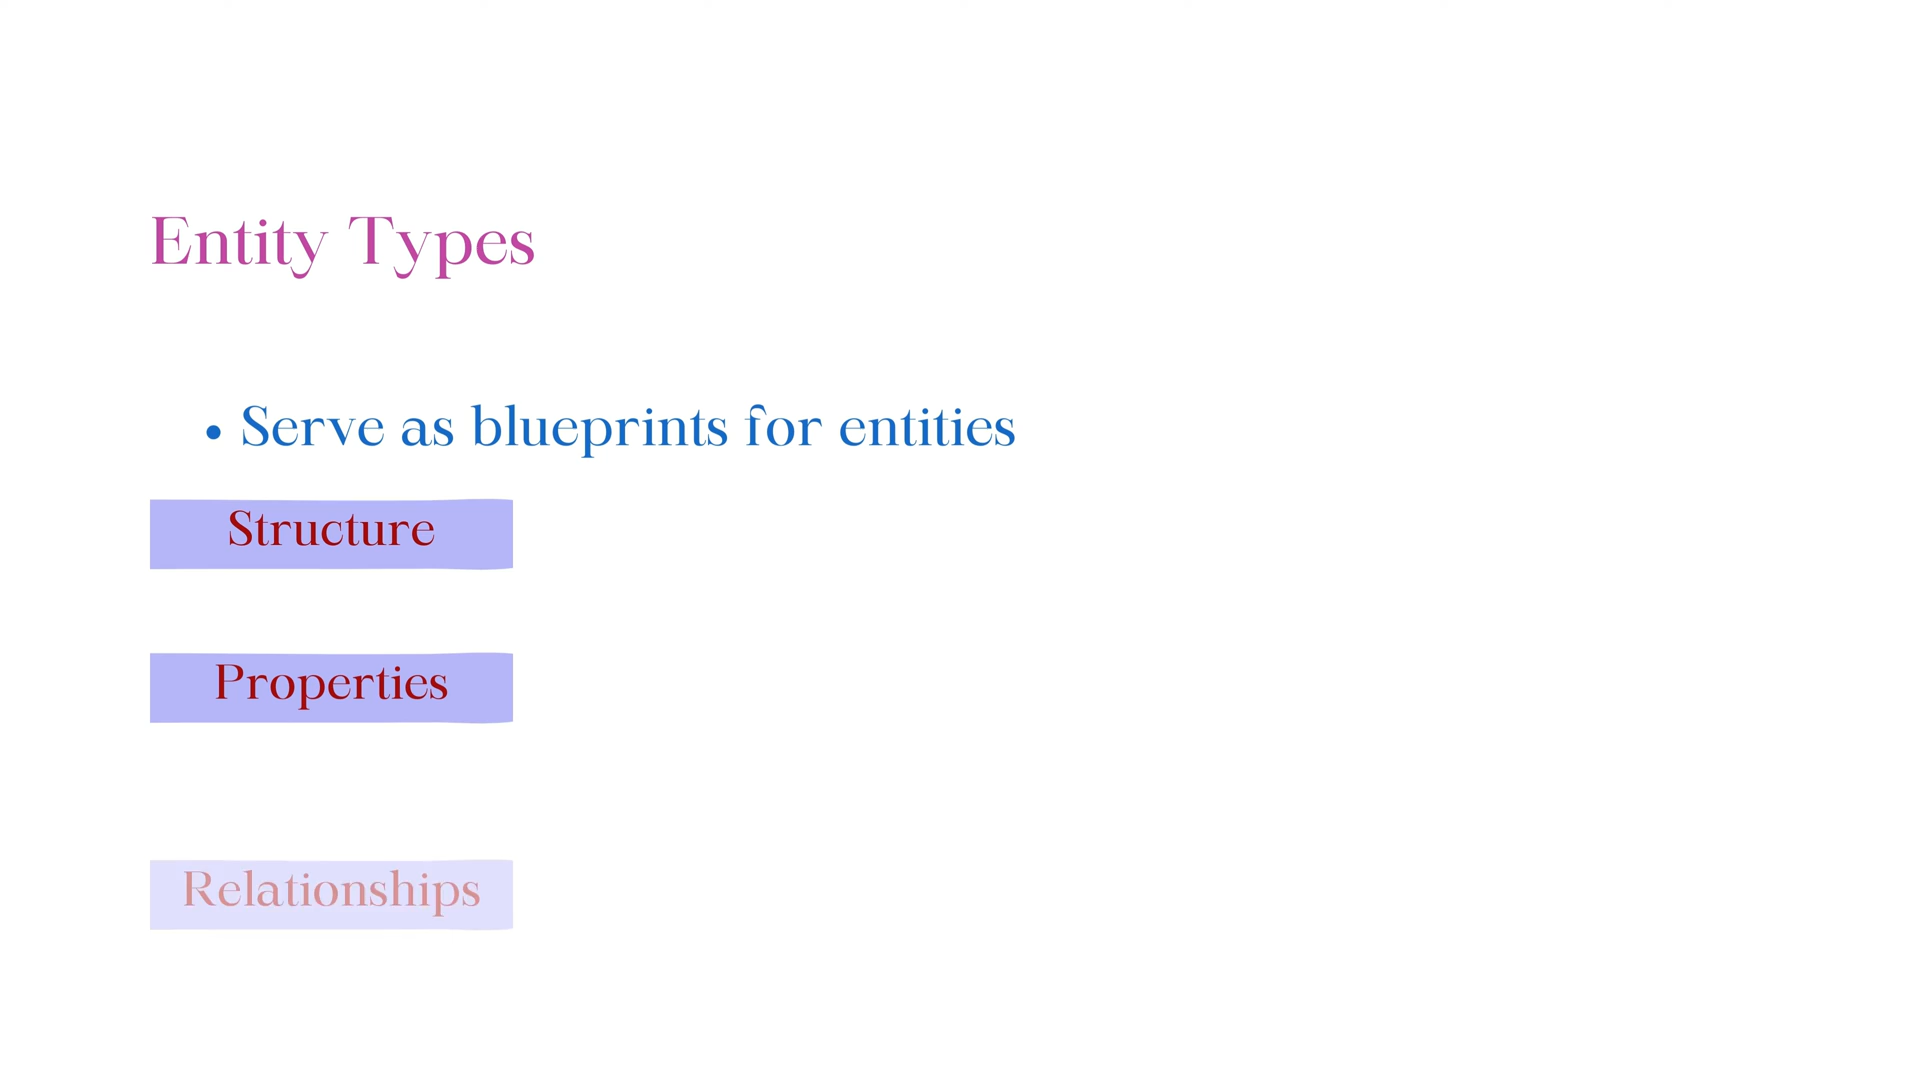 Entity Types
• Serve as blueprints for entities
Structure
Properties
Relationships